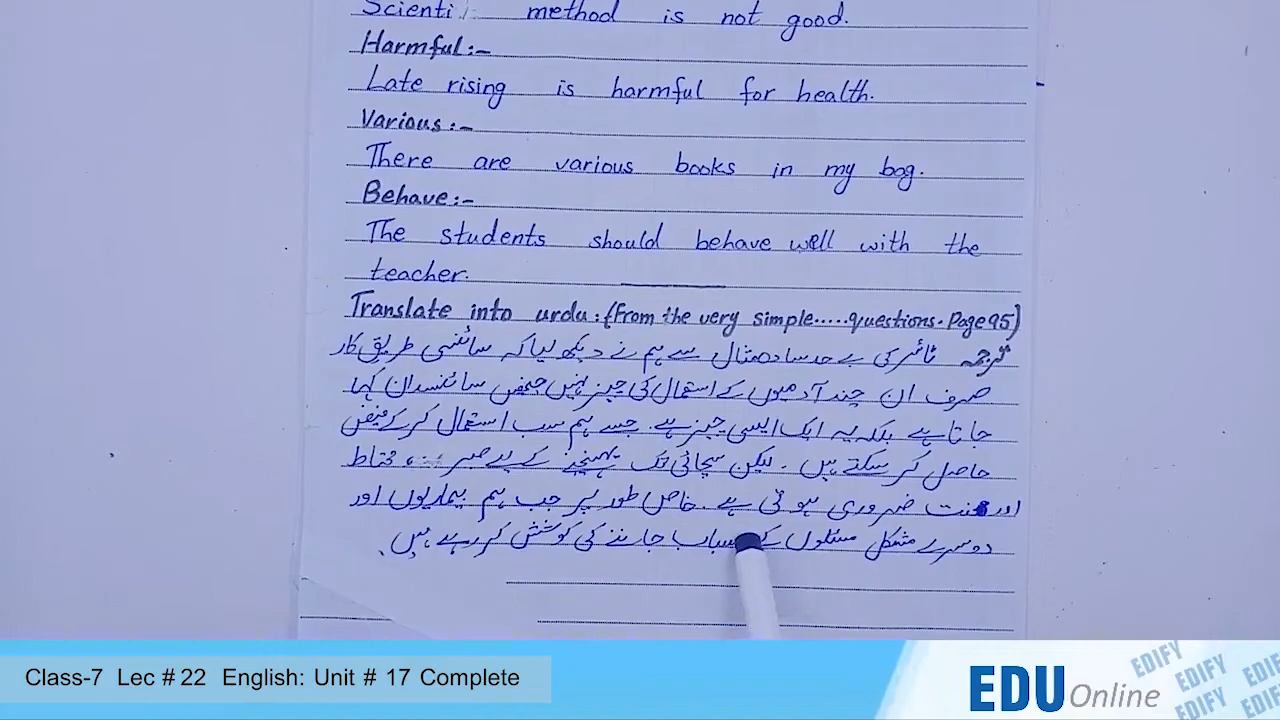 method is not good.
Harmful:-
Late rising is harmful for health.
Various:-
There are various books in my bag.
Behave:-
The students should behave well with the
teacher.
Translate into urdu:(From the very simple.....questions. Page 95)
ترجمہ ٹائر کی بے حد سادہ مثال سے ہم نے دیکھ لیا کہ سائنسی طریق کار
صرف ان چند آدمیوں کے استعمال کی چیز نہیں جنھیں سائنسدان کہا
جاتا ہے بلکہ یہ ایک ایسی چیز ہے۔ جسے ہم سب استعمال کر کے
حاصل کر سکتے ہیں۔ لیکن سچائی تک پہنچنے کے لیے صبر ، محتاط
اور ضروری ہوتی ہے۔ خاص طور پر جب ہم بیماریوں اور
دوسرے مشکل مسئلوں کے جاننے کی کوشش کر رہے ہیں۔
Class-7 Lec # 22 English: Unit # 17 Complete
EDU Online
EDIFY EDIFY EDIFY EDIFY EDIFY EDIFY